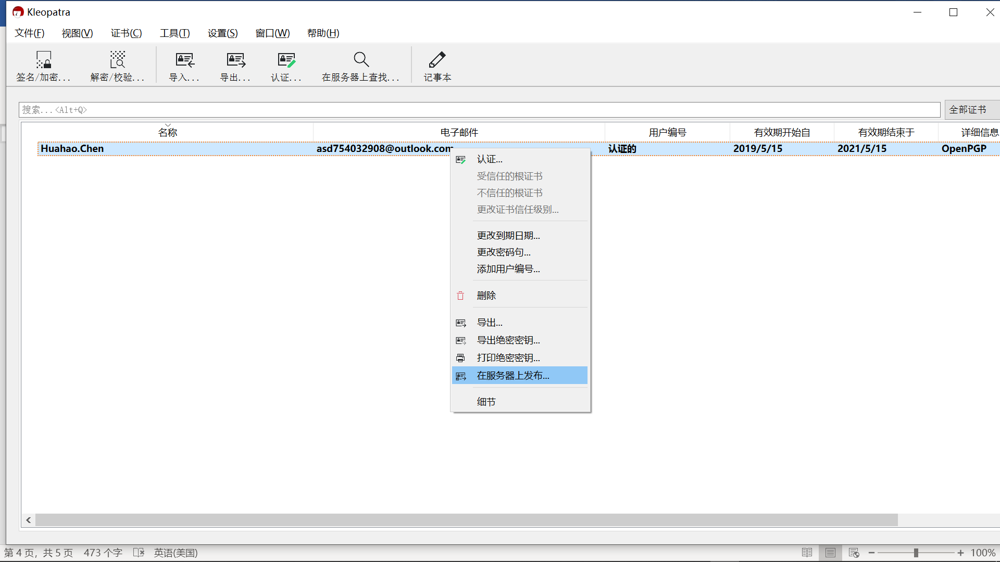 Kleopatra
文件(F) 视图(V) 证书(C) 工具(T) 设置(S) 窗口(W) 帮助(H)
签名/加密... 解密/校验... 导入... 导出... 认证... 在服务器上查找... 记事本
搜索...<Alt+Q> 全部证书
名称 电子邮件 用户编号 有效期开始自 有效期结束于 详细信息
Huahao.Chen asd754032908@outlook.com 认证的 2019/5/15 2021/5/15 OpenPGP
认证...
受信任的根证书
不信任的根证书
更改证书信任级别...
更改到期日期...
更改密码句...
添加用户编号...
删除
导出...
导出绝密密钥...
打印绝密密钥...
在服务器上发布...
细节
第 4 页，共 5 页 473 个字 英语(美国) 100%